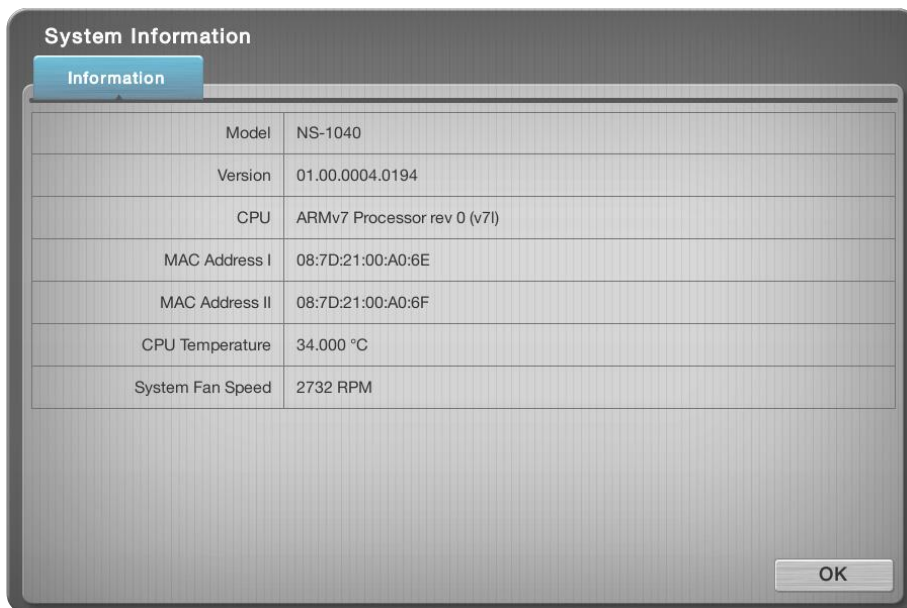 System Information
Information
Model NS-1040
Version 01.00.0004.0194
CPU ARMv7 Processor rev 0 (v7l)
MAC Address I 08:7D:21:00:A0:6E
MAC Address II 08:7D:21:00:A0:6F
CPU Temperature 34.000 °C
System Fan Speed 2732 RPM
OK